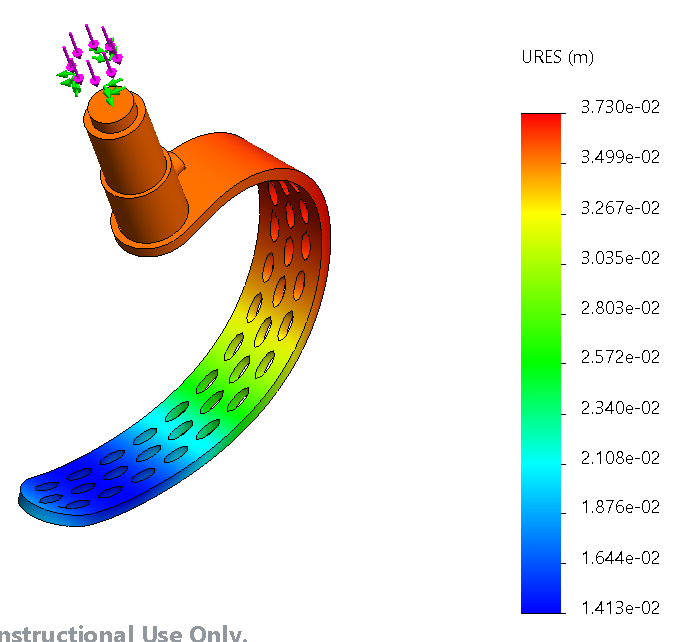 URES (m)
3.730e-02
3.499e-02
3.267e-02
3.035e-02
2.803e-02
2.572e-02
2.340e-02
2.108e-02
1.876e-02
1.644e-02
1.413e-02
nstructional Use Only.